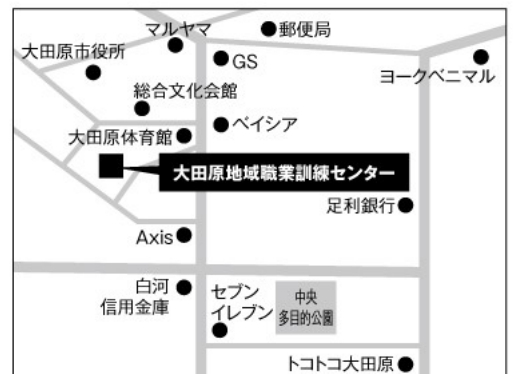 マルヤマ
郵便局
大田原市役所
GS
ヨークベニマル
総合文化会館
ベイシア
大田原体育館
大田原地域職業訓練センター
足利銀行
Axis
白河
信用金庫
セブン
イレブン
中央
多目的公園
トコトコ大田原